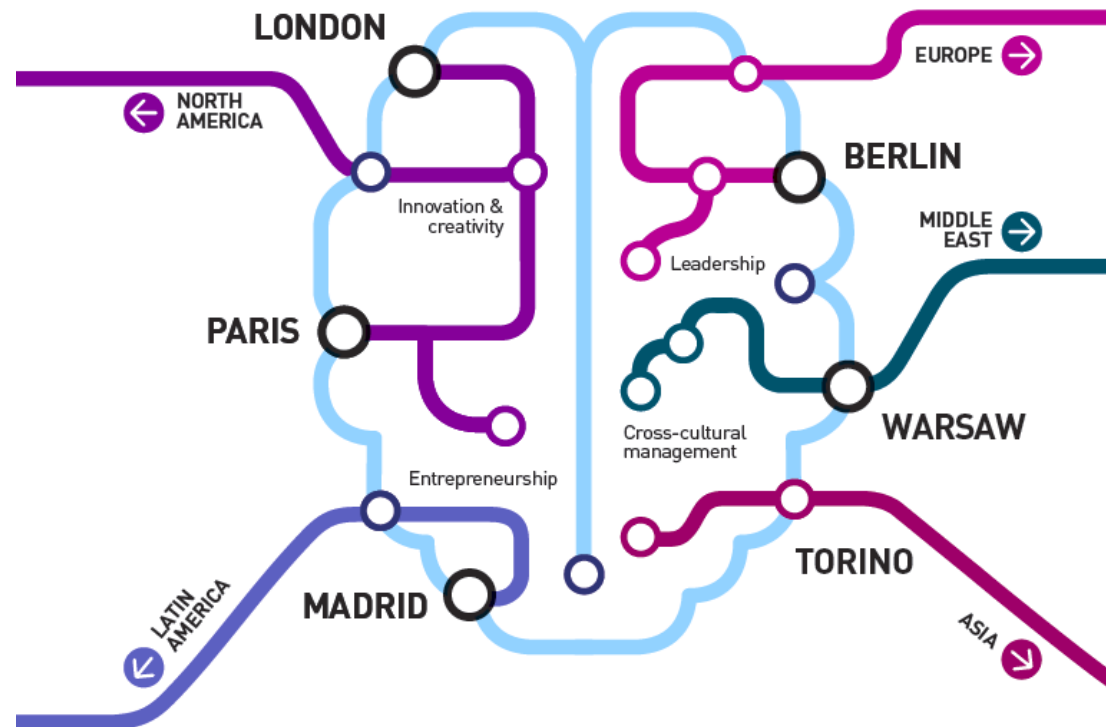 LONDON
EUROPE
NORTH
AMERICA
BERLIN
Innovation &
creativity
MIDDLE
EAST
Leadership
PARIS
WARSAW
Cross-cultural
management
Entrepreneurship
TORINO
MADRID
LATIN
AMERICA
ASIA